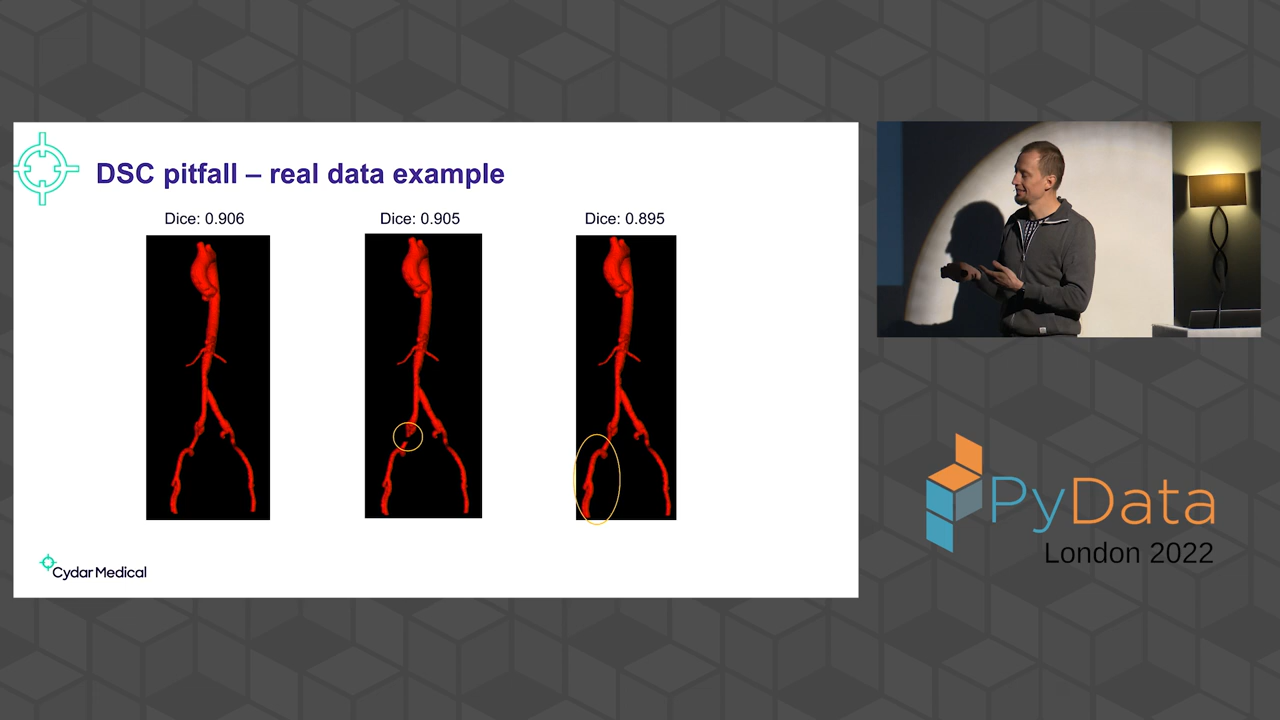 DSC pitfall – real data example
Dice: 0.906
Dice: 0.905
Dice: 0.895
Cydar Medical
PyData
London 2022